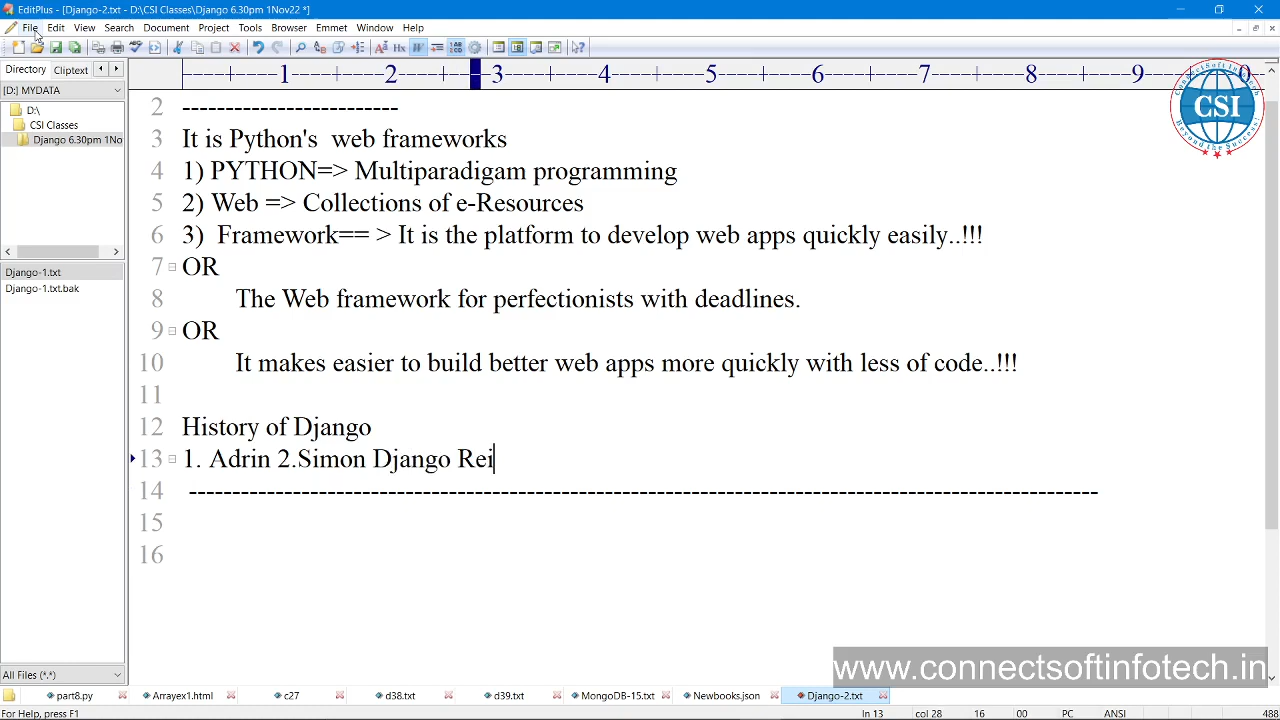 EditPlus - [Django-2.txt - D:\CSI Classes\Django 6.30pm 1Nov22 *]
File Edit View Search Document Project Tools Browser Emmet Window Help
Directory Cliptext
[D:] MYDATA
D:\
CSI Classes
Django 6.30pm 1No
Django-1.txt
Django-1.txt.bak
All Files (*.*)
----+----1----+----2----+----3----+----4----+----5----+----6----+----7----+----8----+----9----+----0
2 -------------------------
3 It is Python's  web frameworks
4 1) PYTHON=> Multiparadigam programming
5 2) Web => Collections of e-Resources
6 3)  Framework== > It is the platform to develop web apps quickly easily..!!!
7 OR
8 The Web framework for perfectionists with deadlines.
9 OR
10 It makes easier to build better web apps more quickly with less of code..!!!
11
12 History of Django
13 1. Adrin 2.Simon Django Rei
14 ---------------------------------------------------------------------------------------------------------
15
16
CSI
Beyond the Success!
www.connectsoftinfotech.in
part8.py Arrayex1.html c27 d38.txt d39.txt MongoDB-15.txt Newbooks.json Django-2.txt
For Help, press F1 ln 13 col 28 16 00 PC ANSI 488